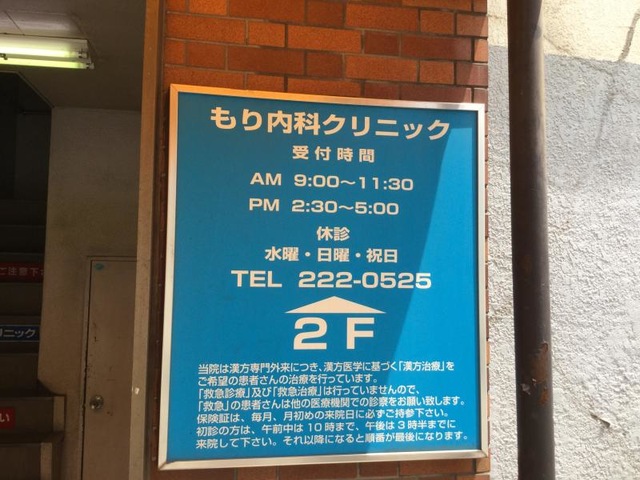 もり内科クリニック
受付時間
AM 9:00～11:30
PM 2:30～5:00
休診
水曜・日曜・祝日
TEL 222-0525
2F
当院は漢方専門外来につき、漢方医学に基づく「漢方治療」を
ご希望の患者さんの治療を行っています。
「救急診療」及び「救急治療」は行っていませんので、
「救急」の患者さんは他の医療機関での診察をお願い致します。
保険証は、毎月、月初めの来院日に必ずご持参下さい。
初診の方は、午前中は10時まで、午後は3時半までに
来院して下さい。それ以降になると順番が最後になります。
ご注意下さ
ニック
い